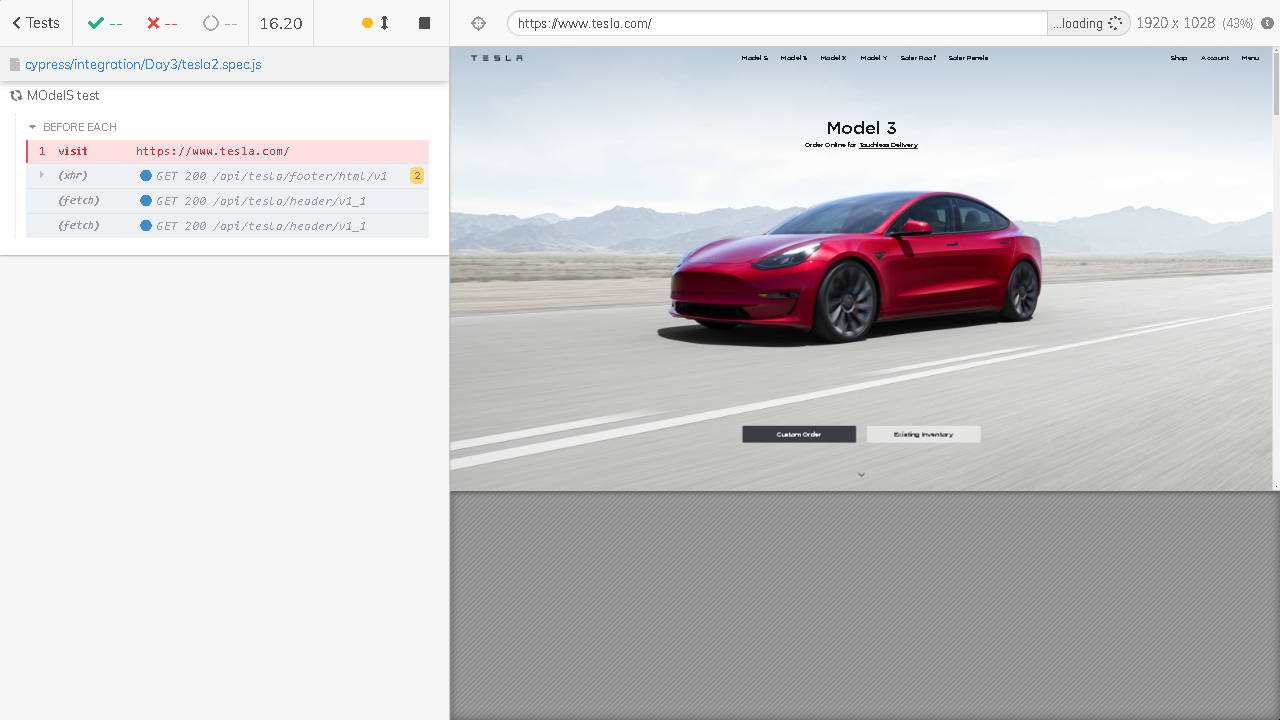 Tests
--
--
--
16.20
https://www.tesla.com/
...loading
1920 x 1028 (43%)
cypress/integration/Day3/tesla2.spec.js
MOdelS test
BEFORE EACH
1 visit https://www.tesla.com/
(xhr) GET 200 /api/tesla/footer/html/v1 2
(fetch) GET 200 /api/tesla/header/v1_1
(fetch) GET 200 /api/tesla/header/v1_1
TESLA
Model S Model 3 Model X Model Y Solar Roof Solar Panels
Shop Account Menu
Model 3
Order Online for Touchless Delivery
Custom Order
Existing Inventory